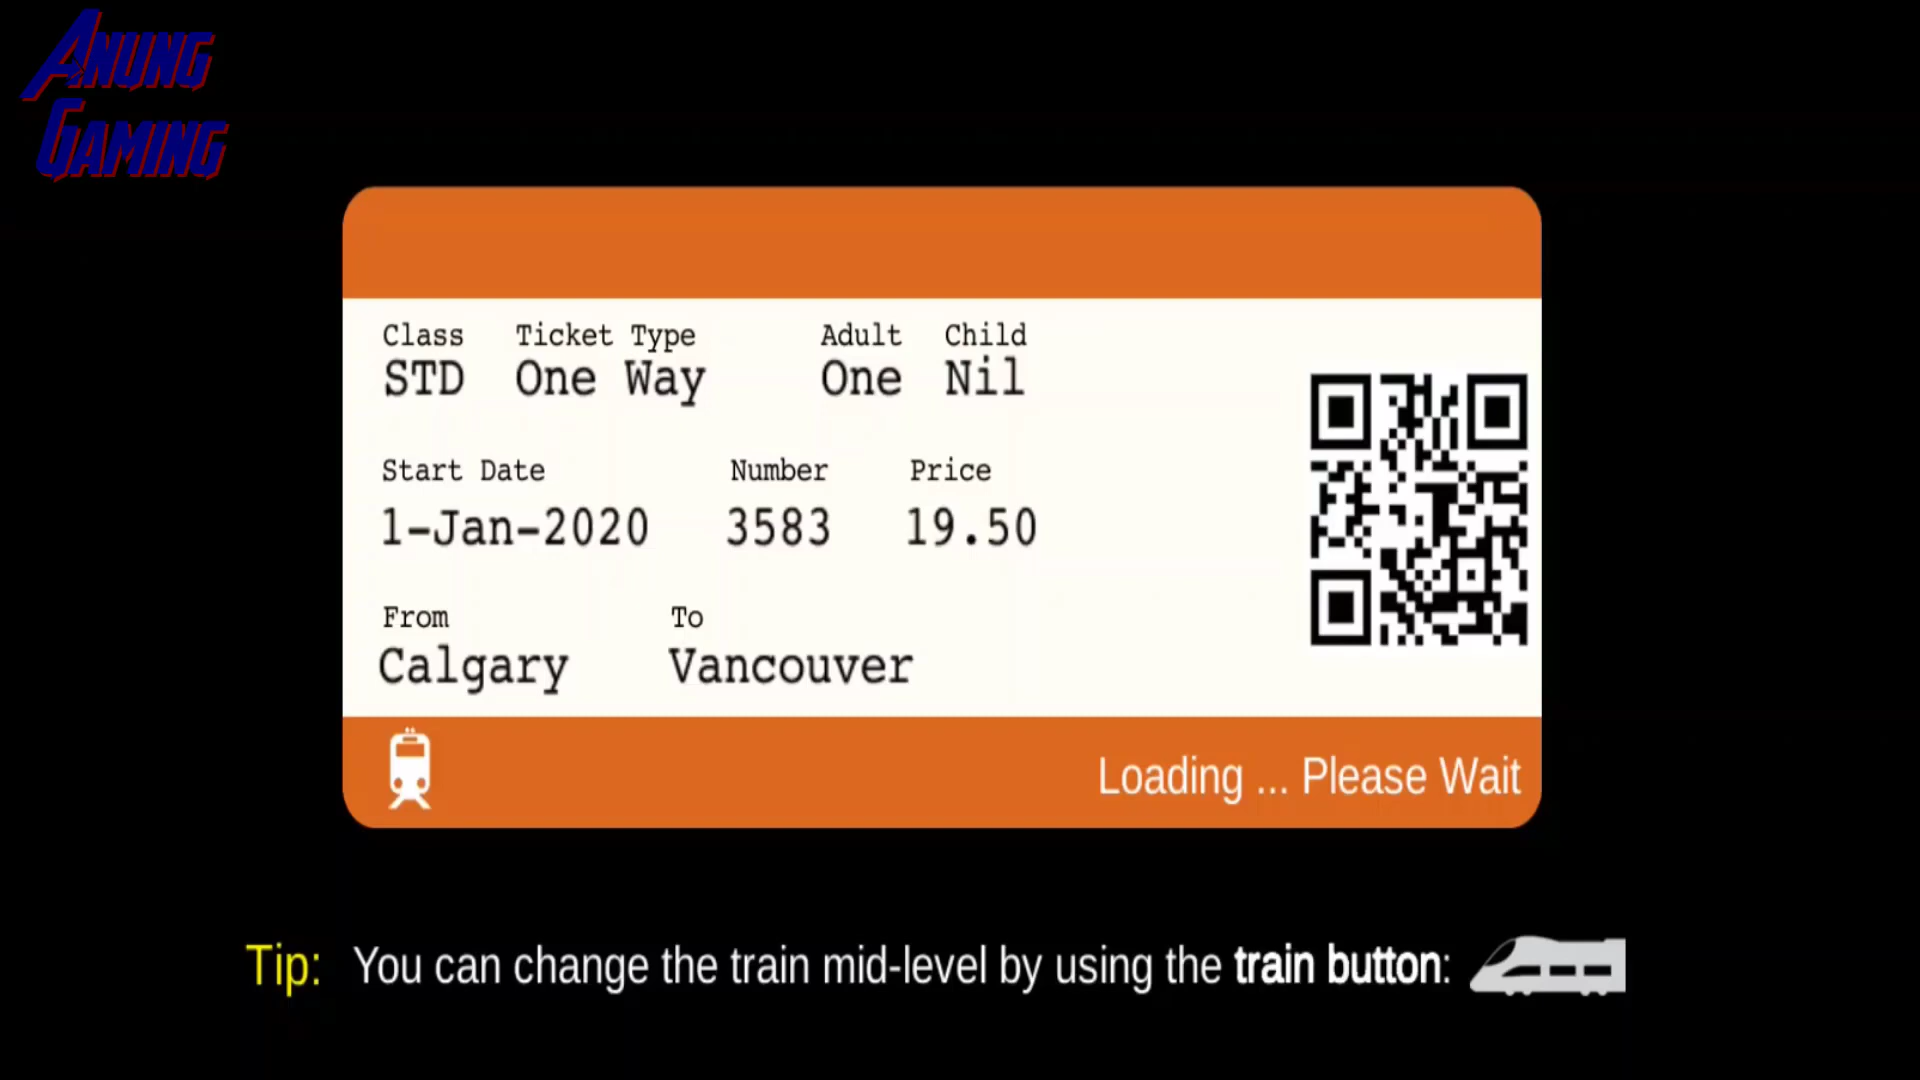 Anung
Gaming
Class Ticket Type Adult Child
STD One Way One Nil
Start Date Number Price
1-Jan-2020 3583 19.50
From To
Calgary Vancouver
Loading ... Please Wait
Tip: You can change the train mid-level by using the train button: